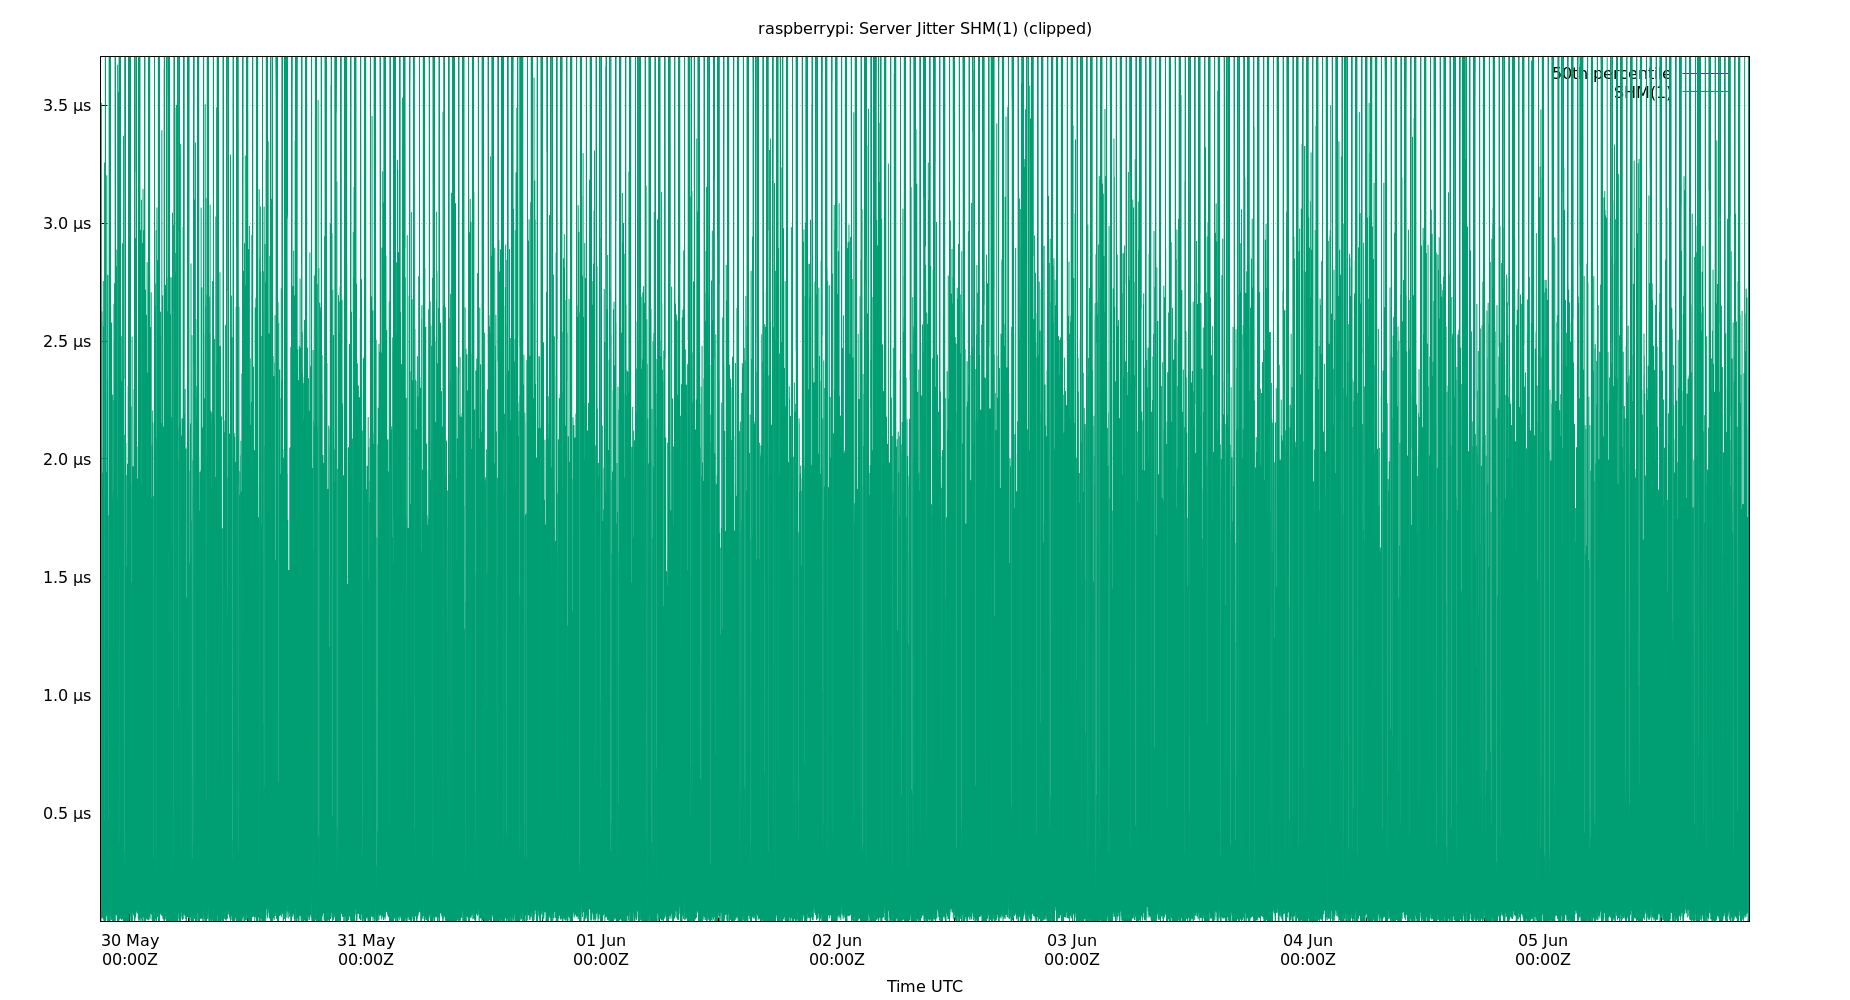 raspberrypi: Server Jitter SHM(1) (clipped)
50th percentile
SHM(1)
3.5 µs
3.0 µs
2.5 µs
2.0 µs
1.5 µs
1.0 µs
0.5 µs
30 May 31 May 01 Jun 02 Jun 03 Jun 04 Jun 05 Jun
00:00Z 00:00Z 00:00Z 00:00Z 00:00Z 00:00Z 00:00Z
Time UTC